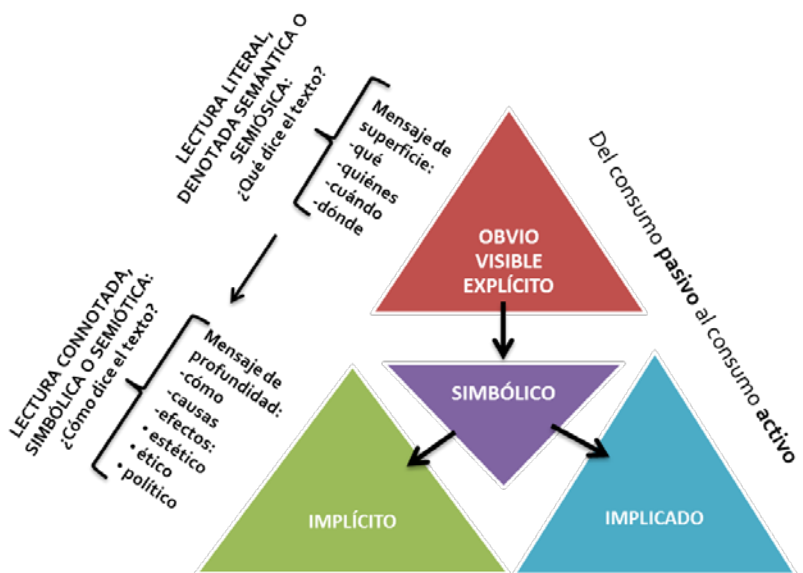 LECTURA LITERAL,
DENOTADA SEMÁNTICA O
SEMIÓSICA:
¿Qué dice el texto?
Mensaje de
superficie:
-qué
-quiénes
-cuándo
-dónde
LECTURA CONNOTADA,
SIMBÓLICA O SEMIÓTICA:
¿Cómo dice el texto?
Mensaje de
profundidad:
-cómo
-causas
-efectos:
• estético
• ético
• político
OBVIO
VISIBLE
EXPLÍCITO
SIMBÓLICO
IMPLÍCITO
IMPLICADO
Del consumo pasivo al consumo activo